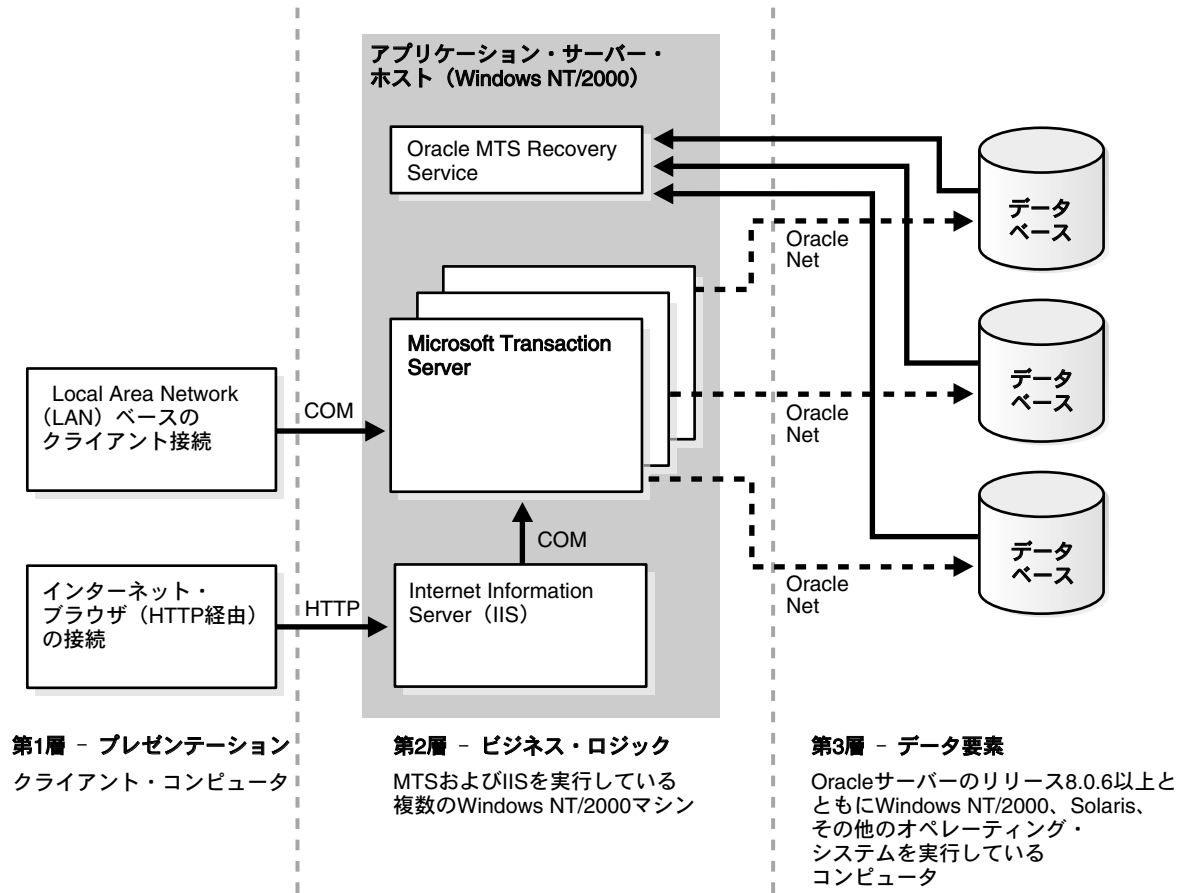 アプリケーション・サーバー・
ホスト（Windows NT/2000）
Oracle MTS Recovery
Service
データ
ベース
Oracle
Net
Microsoft Transaction
Server
データ
ベース
Oracle
Net
Local Area Network
（LAN）ベースの
クライアント接続
COM
COM
データ
ベース
Oracle
Net
インターネット・
ブラウザ（HTTP経由）
の接続
HTTP
Internet Information
Server（IIS）
第1層 － プレゼンテーション
クライアント・コンピュータ
第2層 － ビジネス・ロジック
MTSおよびIISを実行している
複数のWindows NT/2000マシン
第3層 － データ要素
Oracleサーバーのリリース8.0.6以上と
ともにWindows NT/2000、Solaris、
その他のオペレーティング・
システムを実行している
コンピュータ